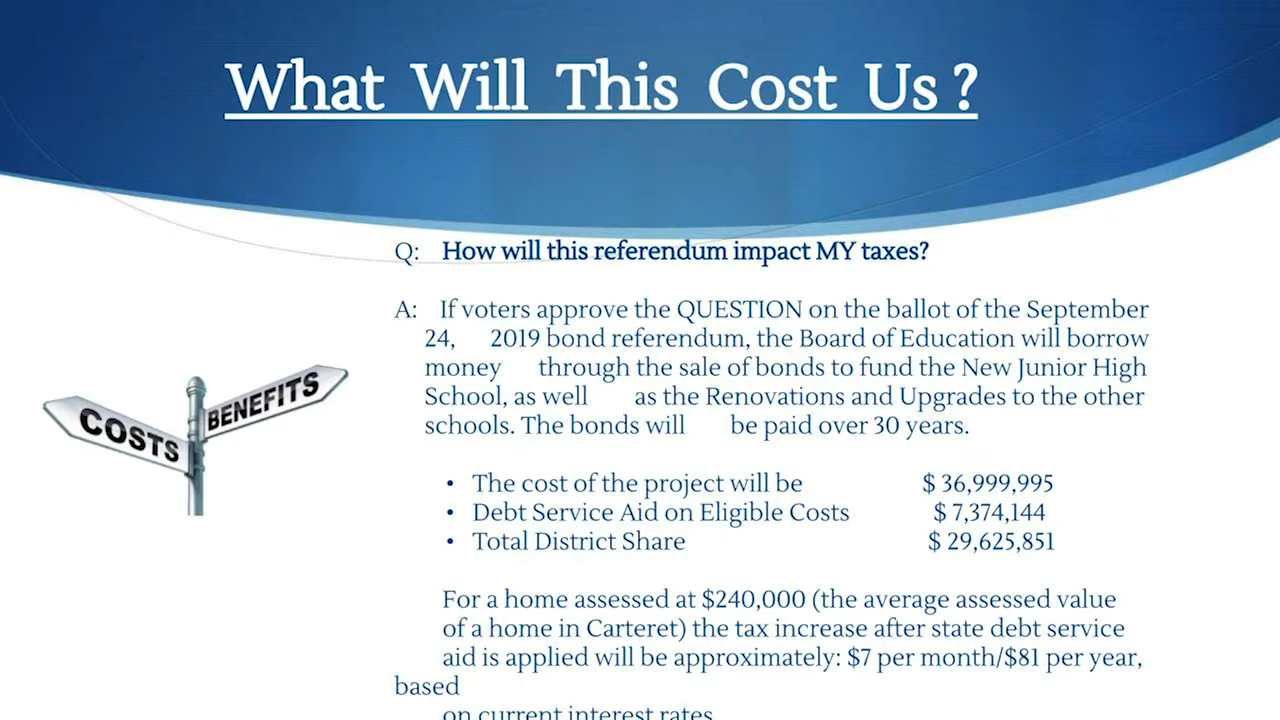 What Will This Cost Us ?
Q: How will this referendum impact MY taxes?
A: If voters approve the QUESTION on the ballot of the September
24, 2019 bond referendum, the Board of Education will borrow
money through the sale of bonds to fund the New Junior High
School, as well as the Renovations and Upgrades to the other
schools. The bonds will be paid over 30 years.
COSTS
BENEFITS
• The cost of the project will be $ 36,999,995
• Debt Service Aid on Eligible Costs $ 7,374,144
• Total District Share $ 29,625,851
For a home assessed at $240,000 (the average assessed value
of a home in Carteret) the tax increase after state debt service
aid is applied will be approximately: $7 per month/$81 per year,
based
on current interest rates